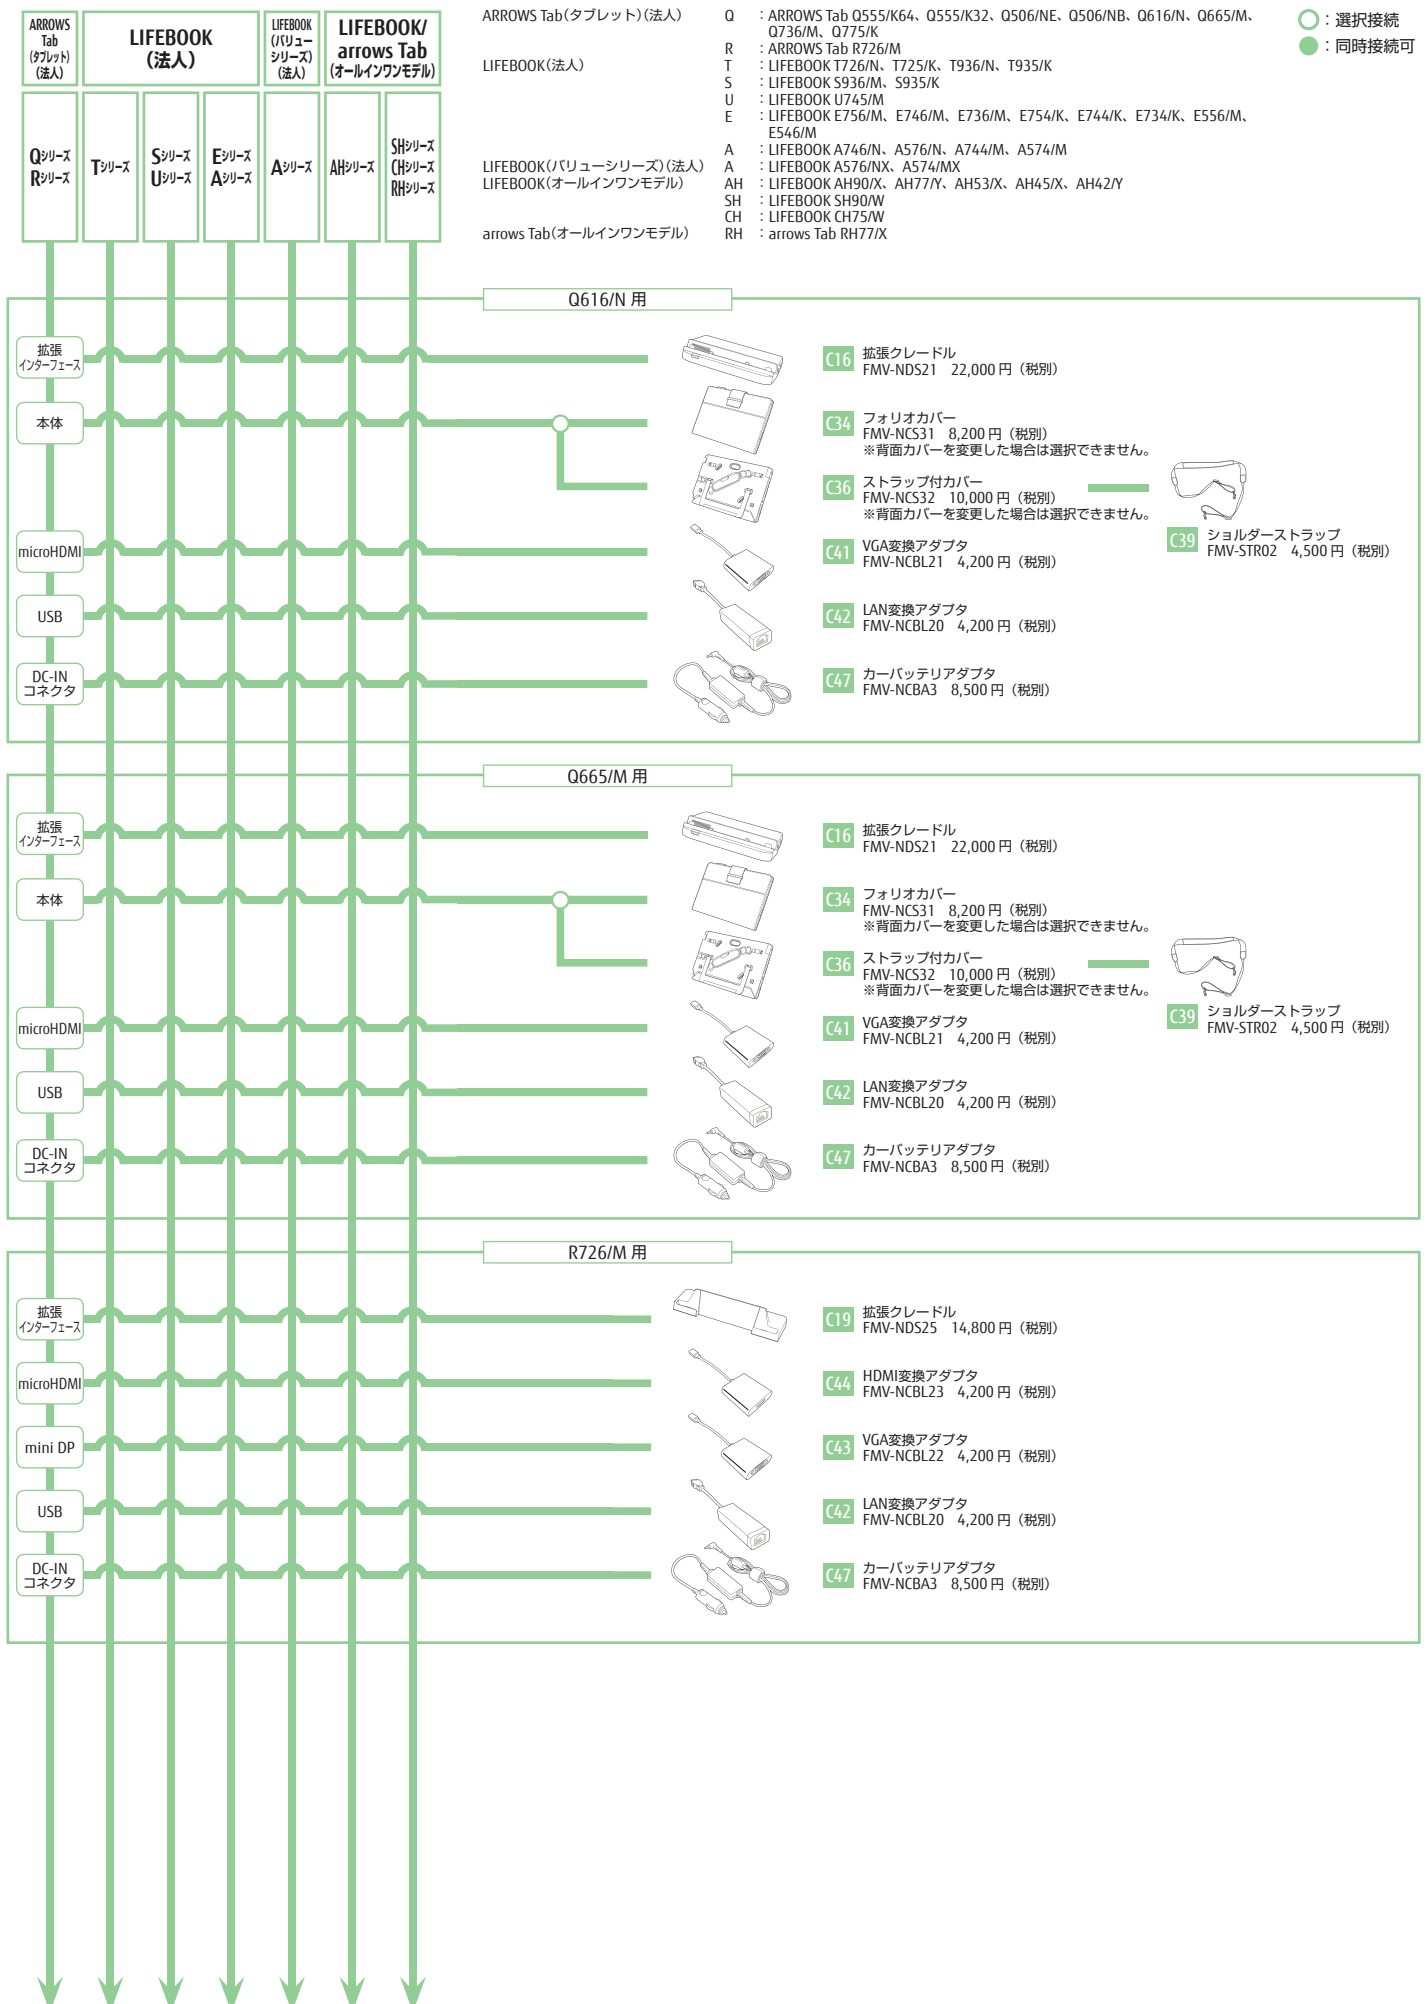 ARROWS
Tab
(タブレット)
(法人)
LIFEBOOK
(法人)
LIFEBOOK
(バリュー
シリーズ)
(法人)
LIFEBOOK/
arrows Tab
(オールインワンモデル)
Qシリーズ
Rシリーズ
Tシリーズ
Sシリーズ
Uシリーズ
Eシリーズ
Aシリーズ
Aシリーズ
AHシリーズ
SHシリーズ
CHシリーズ
RHシリーズ
ARROWS Tab(タブレット)(法人) Q :ARROWS Tab Q555/K64、Q555/K32、Q506/NE、Q506/NB、Q616/N、Q665/M、
Q736/M、Q775/K
R :ARROWS Tab R726/M
LIFEBOOK(法人) T :LIFEBOOK T726/N、T725/K、T936/N、T935/K
S :LIFEBOOK S936/M、S935/K
U :LIFEBOOK U745/M
E :LIFEBOOK E756/M、E746/M、E736/M、E754/K、E744/K、E734/K、E556/M、
E546/M
A :LIFEBOOK A746/N、A576/N、A744/M、A574/M
LIFEBOOK(バリューシリーズ)(法人) A :LIFEBOOK A576/NX、A574/MX
LIFEBOOK(オールインワンモデル) AH :LIFEBOOK AH90/X、AH77/Y、AH53/X、AH45/X、AH42/Y
SH :LIFEBOOK SH90/W
CH :LIFEBOOK CH75/W
arrows Tab(オールインワンモデル) RH :arrows Tab RH77/X
:選択接続
:同時接続可
Q616/N 用
拡張
インターフェース
C16 拡張クレードル
FMV-NDS21 22,000 円(税別)
本体
C34 フォリオカバー
FMV-NCS31 8,200 円(税別)
※背面カバーを変更した場合は選択できません。
C36 ストラップ付カバー
FMV-NCS32 10,000 円(税別)
※背面カバーを変更した場合は選択できません。
C39 ショルダーストラップ
FMV-STR02 4,500 円(税別)
microHDMI
C41 VGA変換アダプタ
FMV-NCBL21 4,200 円(税別)
USB
C42 LAN変換アダプタ
FMV-NCBL20 4,200 円(税別)
DC-IN
コネクタ
C47 カーバッテリアダプタ
FMV-NCBA3 8,500 円(税別)
Q665/M 用
拡張
インターフェース
C16 拡張クレードル
FMV-NDS21 22,000 円(税別)
本体
C34 フォリオカバー
FMV-NCS31 8,200 円(税別)
※背面カバーを変更した場合は選択できません。
C36 ストラップ付カバー
FMV-NCS32 10,000 円(税別)
※背面カバーを変更した場合は選択できません。
C39 ショルダーストラップ
FMV-STR02 4,500 円(税別)
microHDMI
C41 VGA変換アダプタ
FMV-NCBL21 4,200 円(税別)
USB
C42 LAN変換アダプタ
FMV-NCBL20 4,200 円(税別)
DC-IN
コネクタ
C47 カーバッテリアダプタ
FMV-NCBA3 8,500 円(税別)
R726/M 用
拡張
インターフェース
C19 拡張クレードル
FMV-NDS25 14,800 円(税別)
microHDMI
C44 HDMI変換アダプタ
FMV-NCBL23 4,200 円(税別)
mini DP
C43 VGA変換アダプタ
FMV-NCBL22 4,200 円(税別)
USB
C42 LAN変換アダプタ
FMV-NCBL20 4,200 円(税別)
DC-IN
コネクタ
C47 カーバッテリアダプタ
FMV-NCBA3 8,500 円(税別)